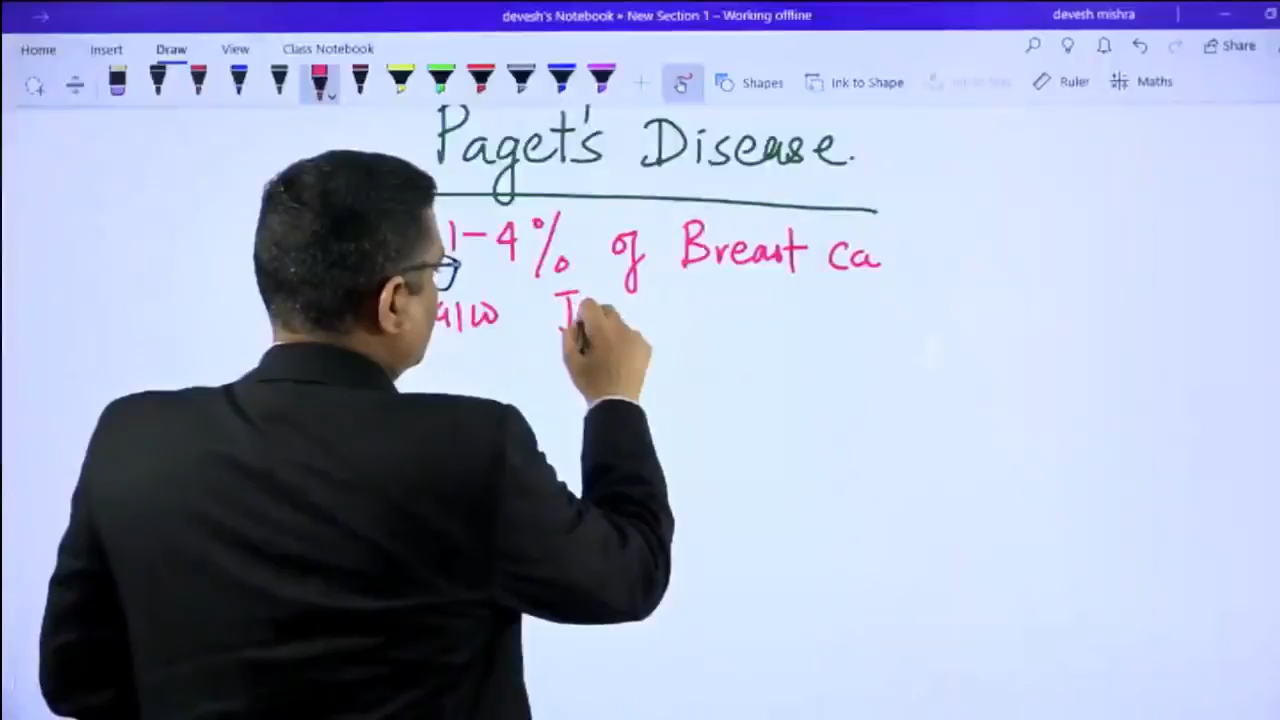 devesh's Notebook » New Section 1 – Working offline
devesh mishra
Home Insert Draw View Class Notebook
Share
Shapes
Ink to Shape
Ruler
Maths
Paget's Disease.
1-4% of Breast ca
a/w